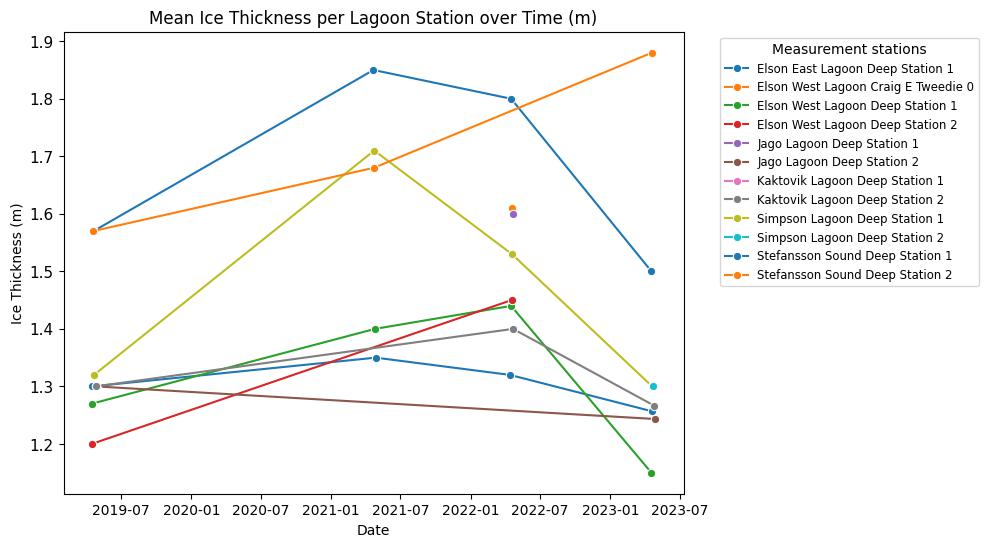 Mean Ice Thickness per Lagoon Station over Time (m)
1.9
1.8
1.7
1.6
1.5
1.4
1.3
1.2
Ice Thickness (m)
2019-07 2020-01 2020-07 2021-01 2021-07 2022-01 2022-07 2023-01 2023-07
Date
Measurement stations
Elson East Lagoon Deep Station 1
Elson West Lagoon Craig E Tweedie 0
Elson West Lagoon Deep Station 1
Elson West Lagoon Deep Station 2
Jago Lagoon Deep Station 1
Jago Lagoon Deep Station 2
Kaktovik Lagoon Deep Station 1
Kaktovik Lagoon Deep Station 2
Simpson Lagoon Deep Station 1
Simpson Lagoon Deep Station 2
Stefansson Sound Deep Station 1
Stefansson Sound Deep Station 2